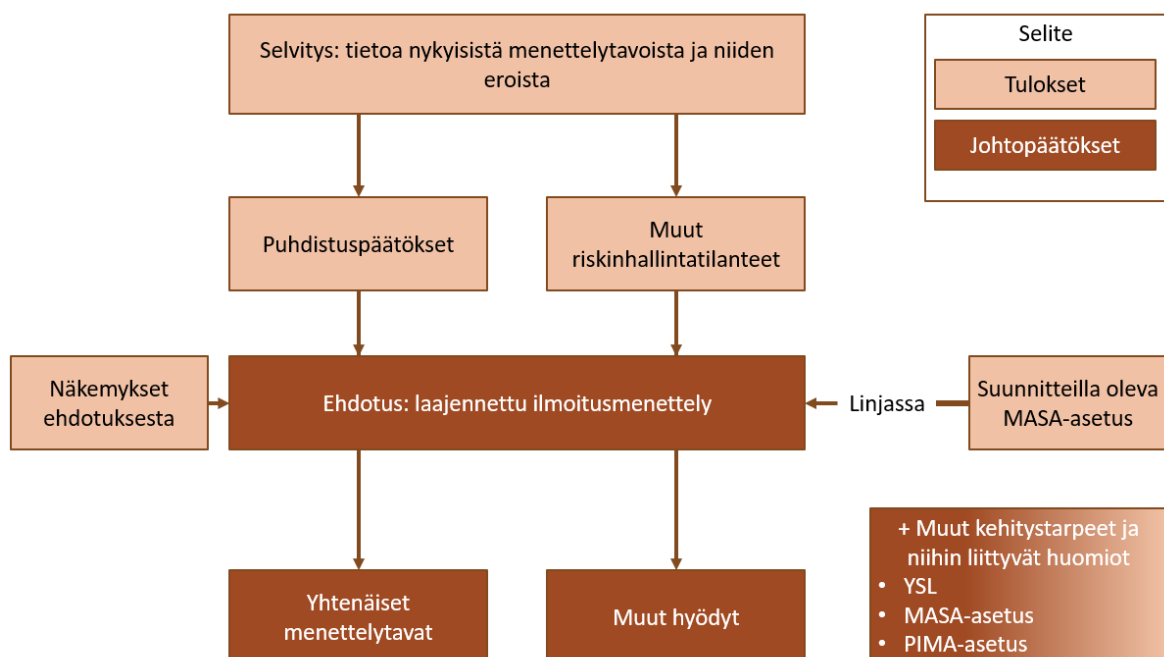 Selvitys: tietoa nykyisistä menettelytavoista ja niiden
eroista
Selite
Tulokset
Johtopäätökset
Puhdistuspäätökset
Muut
riskinhallintatilanteet
Näkemykset
ehdotuksesta
Ehdotus: laajennettu ilmoitusmenettely
Linjassa
Suunnitteilla oleva
MASA-asetus
Yhtenäiset
menettelytavat
Muut hyödyt
+ Muut kehitystarpeet ja
niihin liittyvät huomiot
• YSL
• MASA-asetus
• PIMA-asetus